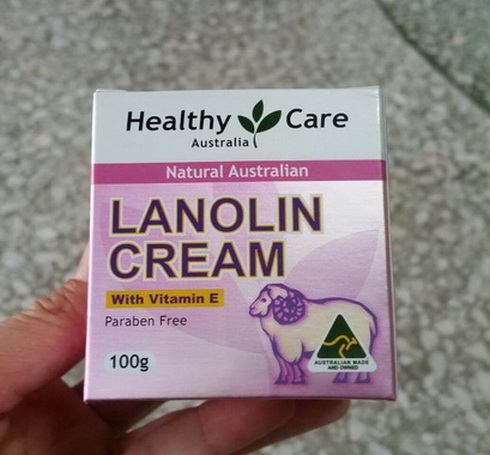 Healthy Care
Australia
Natural Australian
LANOLIN
CREAM
With Vitamin E
Paraben Free
100g
AUSTRALIAN MADE
AND OWNED